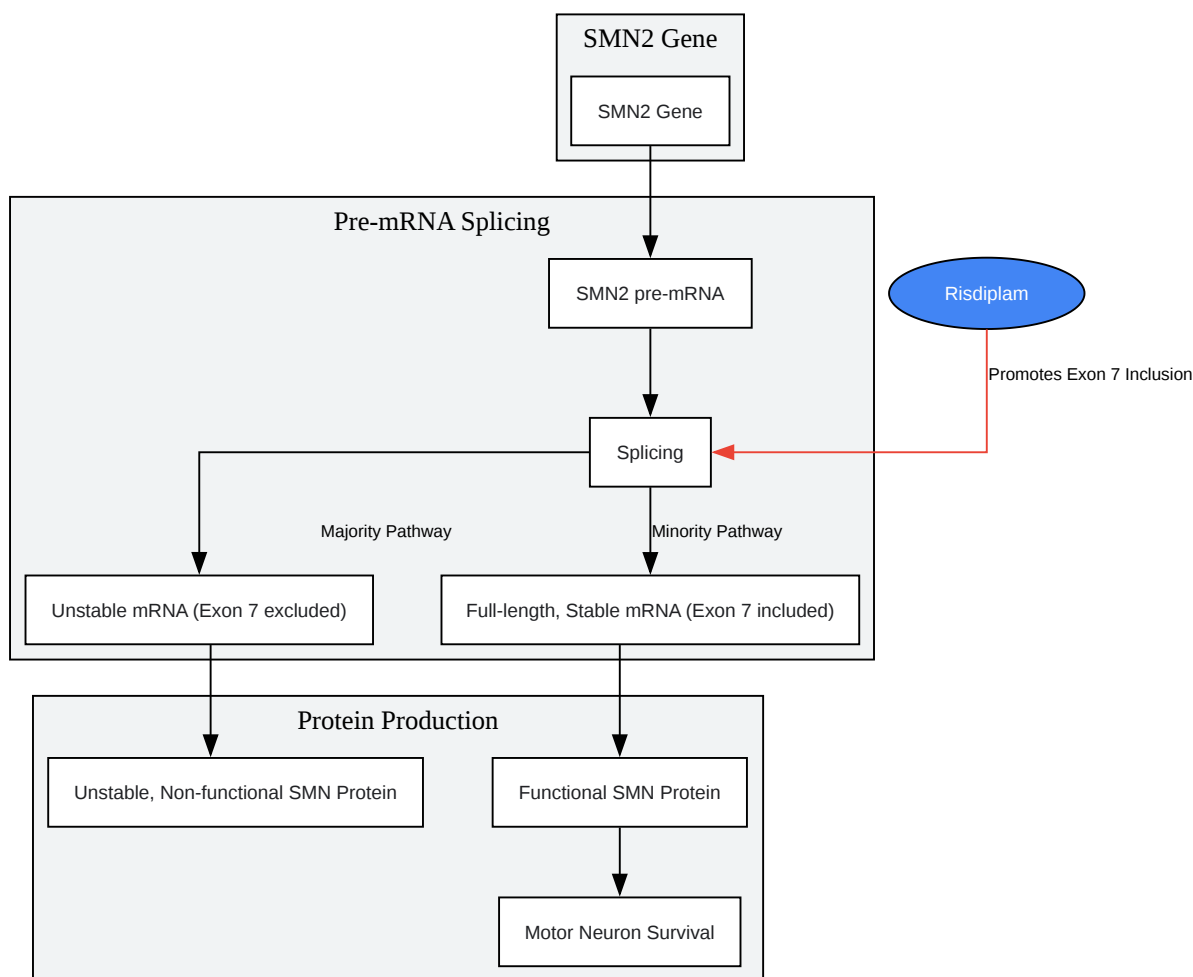 SMN2 Gene
SMN2 Gene
Pre-mRNA Splicing
SMN2 pre-mRNA
Risdiplam
Promotes Exon 7 Inclusion
Splicing
Majority Pathway
Minority Pathway
Unstable mRNA (Exon 7 excluded)
Full-length, Stable mRNA (Exon 7 included)
Protein Production
Unstable, Non-functional SMN Protein
Functional SMN Protein
Motor Neuron Survival